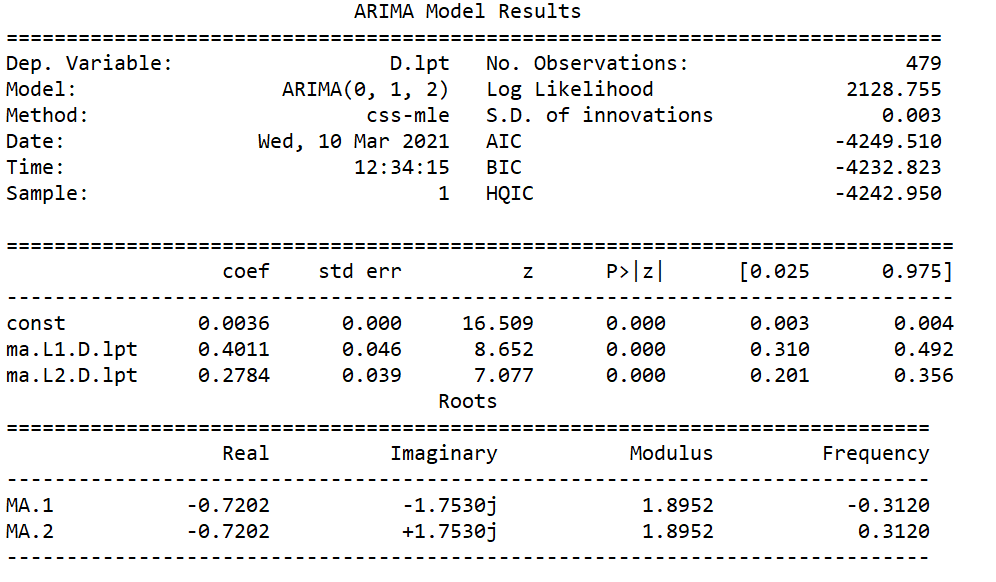 ARIMA Model Results
==============================================================================
Dep. Variable: D.lpt No. Observations: 479
Model: ARIMA(0, 1, 2) Log Likelihood 2128.755
Method: css-mle S.D. of innovations 0.003
Date: Wed, 10 Mar 2021 AIC -4249.510
Time: 12:34:15 BIC -4232.823
Sample: 1 HQIC -4242.950
===============================================================================
coef std err z P>|z| [0.025 0.975]
-------------------------------------------------------------------------------
const 0.0036 0.000 16.509 0.000 0.003 0.004
ma.L1.D.lpt 0.4011 0.046 8.652 0.000 0.310 0.492
ma.L2.D.lpt 0.2784 0.039 7.077 0.000 0.201 0.356
Roots
=============================================================================
Real Imaginary Modulus Frequency
-----------------------------------------------------------------------------
MA.1 -0.7202 -1.7530j 1.8952 -0.3120
MA.2 -0.7202 +1.7530j 1.8952 0.3120
-----------------------------------------------------------------------------